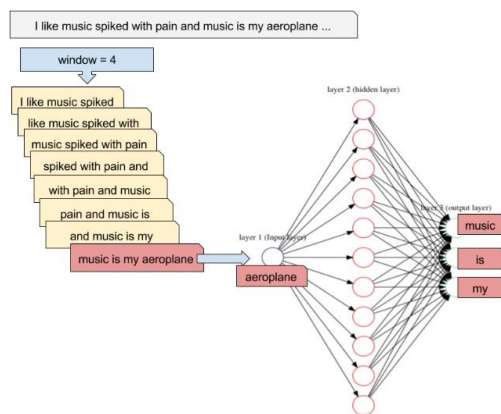 I like music spiked with pain and music is my aeroplane ...
window = 4
I like music spiked
like music spiked with
music spiked with pain
spiked with pain and
with pain and music
pain and music is
and music is my
music is my aeroplane
layer 1 (Input layer)
aeroplane
layer 2 (hidden layer)
layer 3 (output layer)
music
is
my